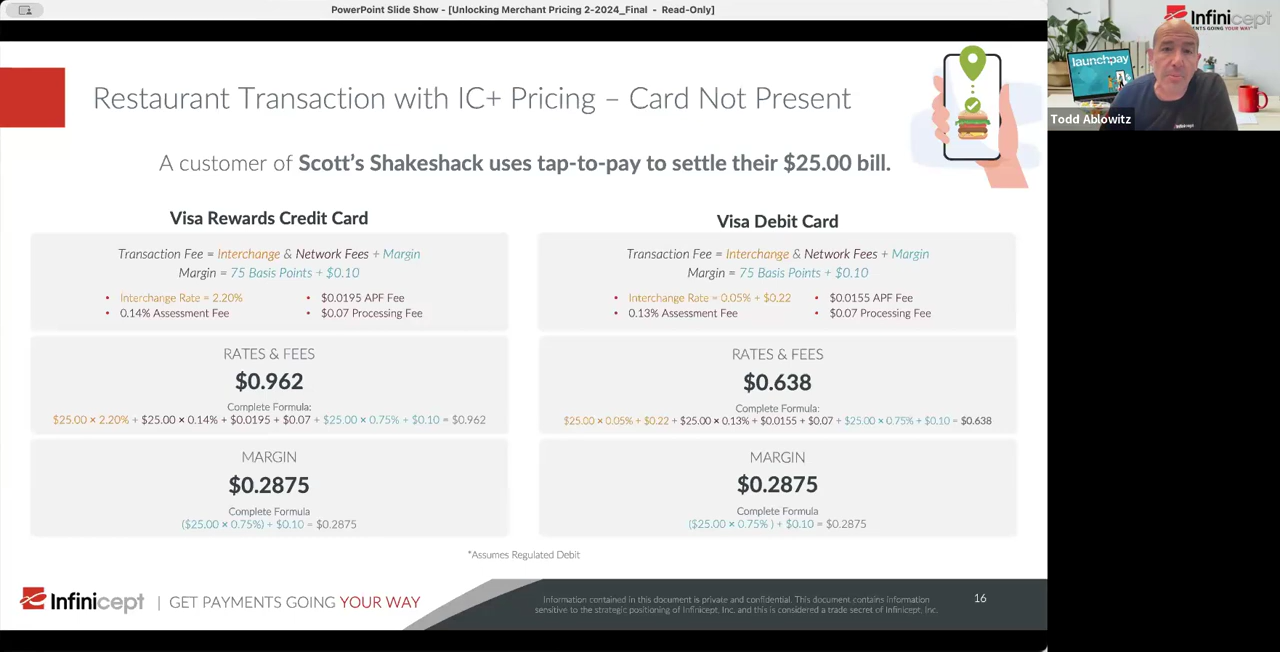 PowerPoint Slide Show - [Unlocking Merchant Pricing 2-2024_Final - Read-Only]
Infinicept
NTS GOING YOUR WAY
launchpay
Todd Ablowitz
Restaurant Transaction with IC+ Pricing – Card Not Present
A customer of Scott's Shakeshack uses tap-to-pay to settle their $25.00 bill.
Visa Rewards Credit Card
Transaction Fee = Interchange & Network Fees + Margin
Margin = 75 Basis Points + $0.10
• Interchange Rate = 2.20%
• 0.14% Assessment Fee
• $0.0195 APF Fee
• $0.07 Processing Fee
RATES & FEES
$0.962
Complete Formula:
$25.00 × 2.20% + $25.00 × 0.14% + $0.0195 + $0.07 + $25.00 × 0.75% + $0.10 = $0.962
MARGIN
$0.2875
Complete Formula
($25.00 × 0.75%) + $0.10 = $0.2875
Visa Debit Card
Transaction Fee = Interchange & Network Fees + Margin
Margin = 75 Basis Points + $0.10
• Interchange Rate = 0.05% + $0.22
• 0.13% Assessment Fee
• $0.0155 APF Fee
• $0.07 Processing Fee
RATES & FEES
$0.638
Complete Formula:
$25.00 × 0.05% + $0.22 + $25.00 × 0.13% + $0.0155 + $0.07 + $25.00 × 0.75% + $0.10 = $0.638
MARGIN
$0.2875
Complete Formula
($25.00 × 0.75% ) + $0.10 = $0.2875
*Assumes Regulated Debit
Infinicept | GET PAYMENTS GOING YOUR WAY
Information contained in this document is private and confidential. This document contains information
sensitive to the strategic positioning of Infinicept, Inc. and this is considered a trade secret of Infinicept, Inc.
16